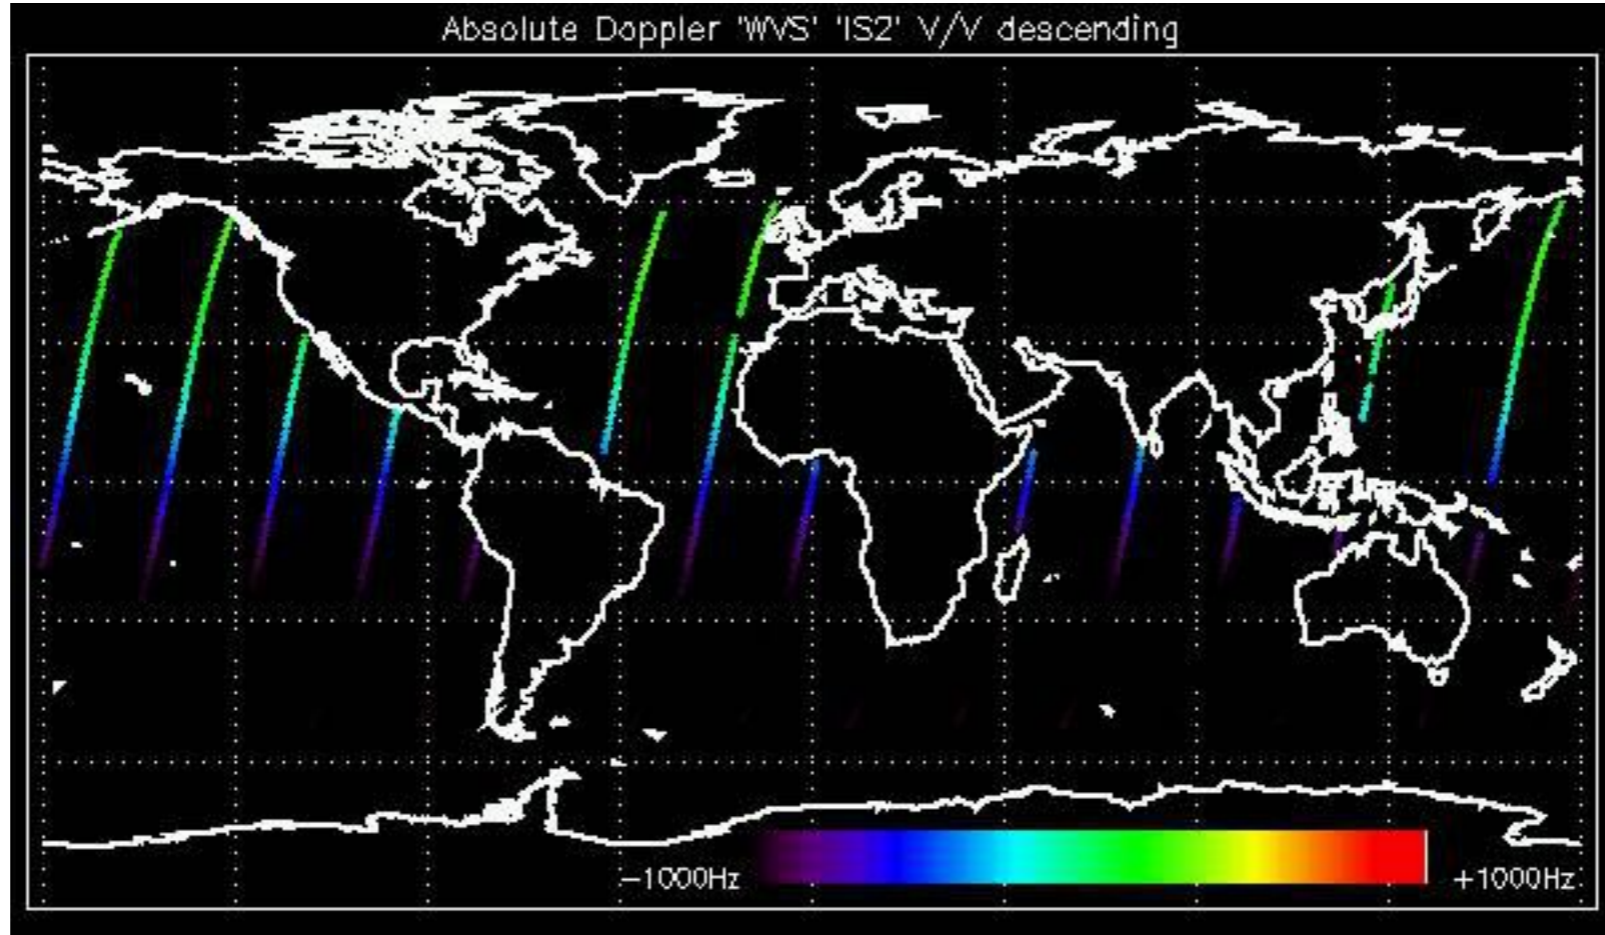 Absolute Doppler 'WVS' 'IS2' V/V descending
−1000Hz
+1000Hz